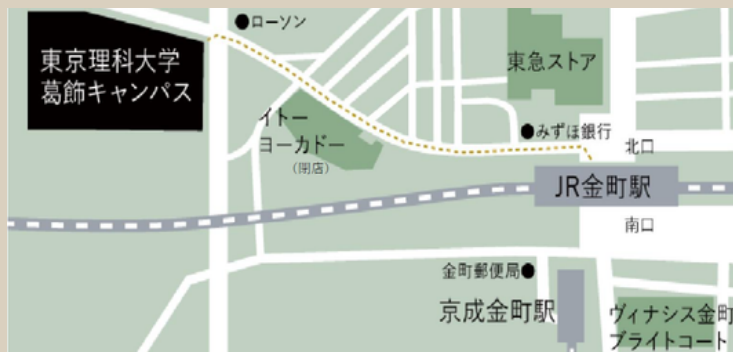 ●ローソン
東京理科大学
葛飾キャンパス
東急ストア
イトー
ヨーカドー
（閉店）
●みずほ銀行
北口
JR金町駅
南口
金町郵便局●
京成金町駅
ヴィナシス金町
ブライトコート